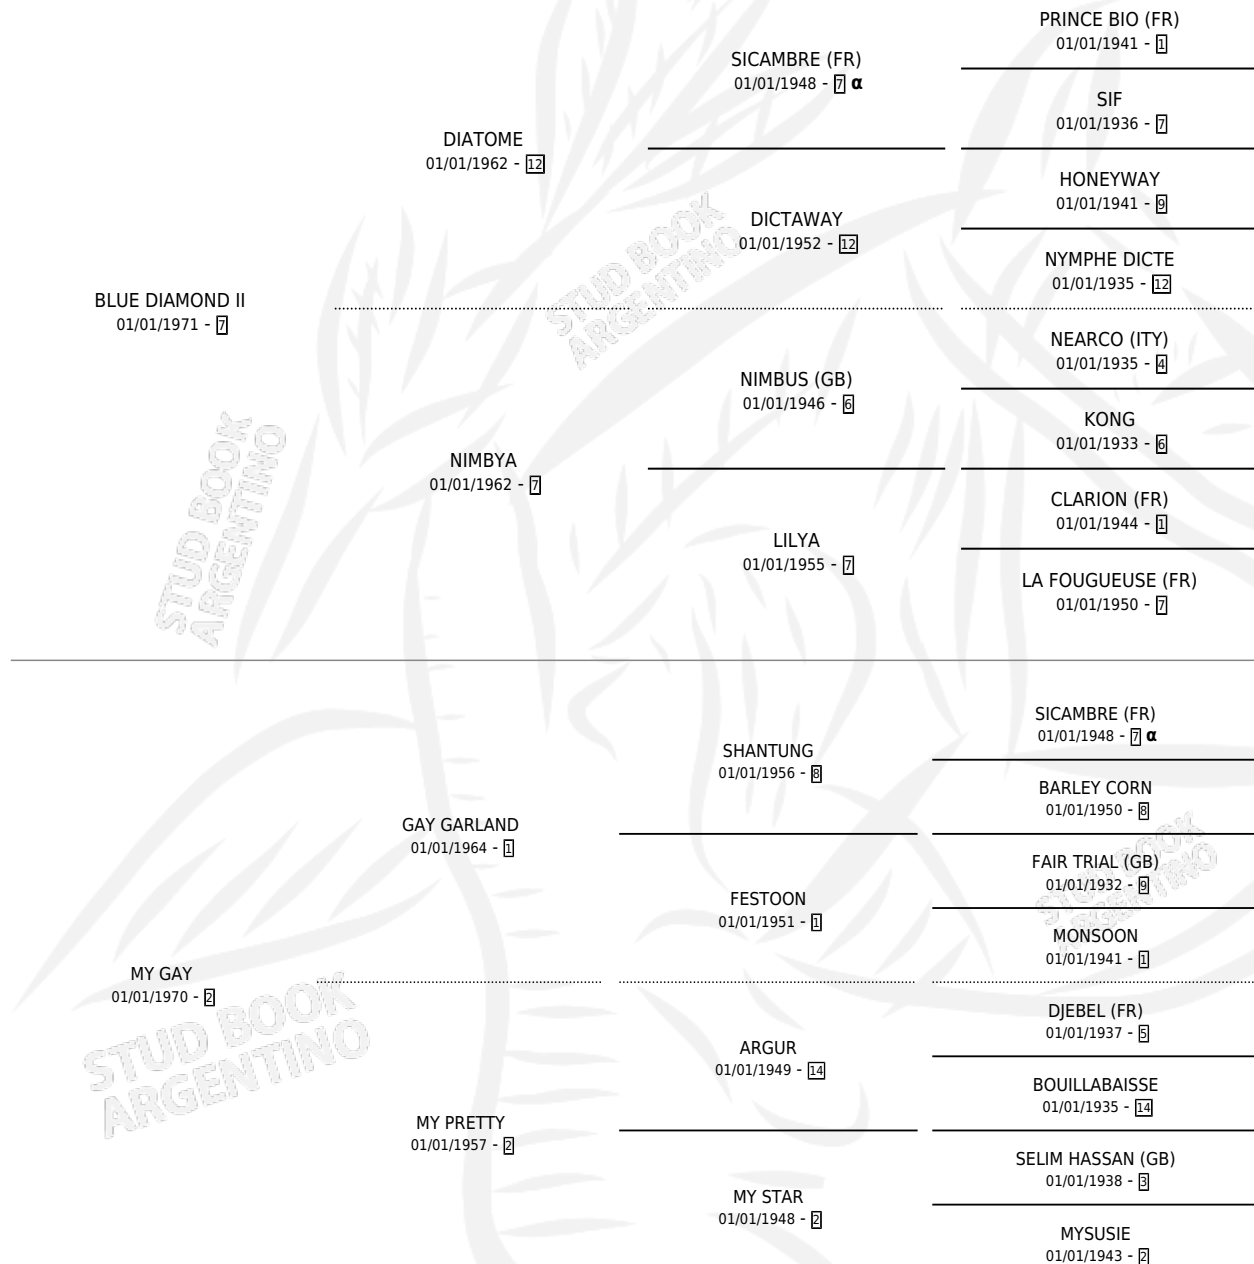 PRINCE BIO (FR)
01/01/1941 - 1
SICAMBRE (FR)
01/01/1948 - 7 α
SIF
01/01/1936 - 7
DIATOME
01/01/1962 - 12
HONEYWAY
01/01/1941 - 9
DICTAWAY
01/01/1952 - 12
NYMPHE DICTE
01/01/1935 - 12
BLUE DIAMOND II
01/01/1971 - 7
STUD BOOK
ARGENTINO
NEARCO (ITY)
01/01/1935 - 4
NIMBUS (GB)
01/01/1946 - 6
KONG
01/01/1933 - 6
NIMBYA
01/01/1962 - 7
STUD BOOK
ARGENTINO
CLARION (FR)
01/01/1944 - 1
LILYA
01/01/1955 - 7
LA FOUGUEUSE (FR)
01/01/1950 - 7
SICAMBRE (FR)
01/01/1948 - 7 α
SHANTUNG
01/01/1956 - 8
BARLEY CORN
01/01/1950 - 8
GAY GARLAND
01/01/1964 - 1
FAIR TRIAL (GB)
01/01/1932 - 9
STUD BOOK
ARGENTINO
FESTOON
01/01/1951 - 1
MONSOON
01/01/1941 - 1
MY GAY
01/01/1970 - 2
STUD BOOK
ARGENTINO
DJEBEL (FR)
01/01/1937 - 5
ARGUR
01/01/1949 - 14
BOUILLABAISSE
01/01/1935 - 14
MY PRETTY
01/01/1957 - 2
SELIM HASSAN (GB)
01/01/1938 - 3
MY STAR
01/01/1948 - 2
MYSUSIE
01/01/1943 - 2